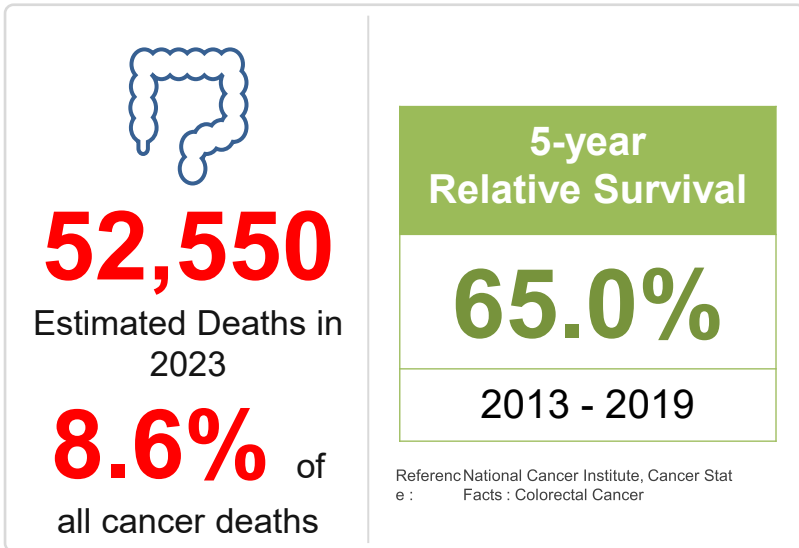 52,550
Estimated Deaths in
2023
8.6% of
all cancer deaths
5-year
Relative Survival
65.0%
2013 - 2019
Referenc National Cancer Institute, Cancer Stat
e : Facts : Colorectal Cancer